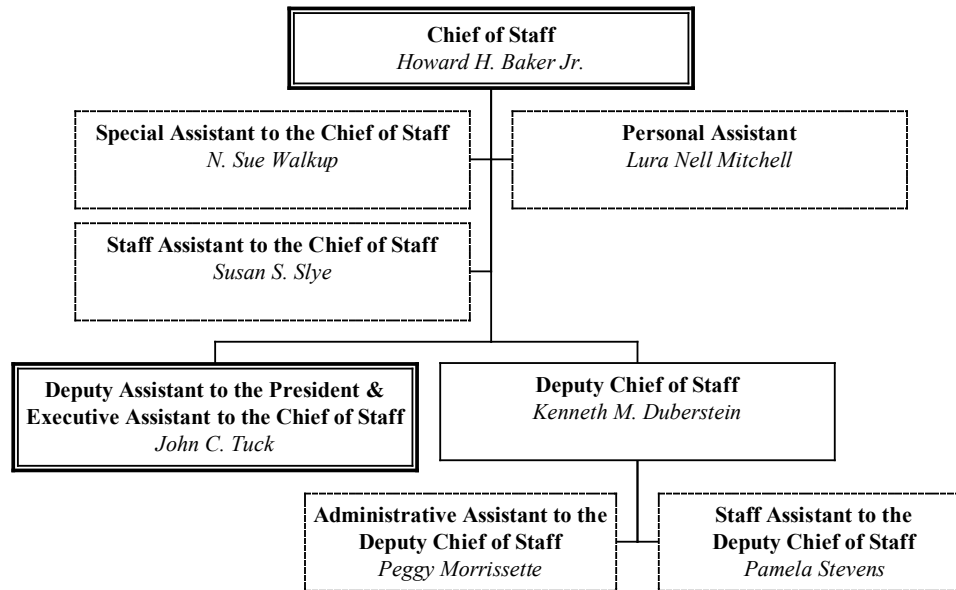 Chief of Staff
Howard H. Baker Jr.
Special Assistant to the Chief of Staff
N. Sue Walkup
Personal Assistant
Lura Nell Mitchell
Staff Assistant to the Chief of Staff
Susan S. Slye
Deputy Assistant to the President &
Executive Assistant to the Chief of Staff
John C. Tuck
Deputy Chief of Staff
Kenneth M. Duberstein
Administrative Assistant to the
Deputy Chief of Staff
Peggy Morrissette
Staff Assistant to the
Deputy Chief of Staff
Pamela Stevens